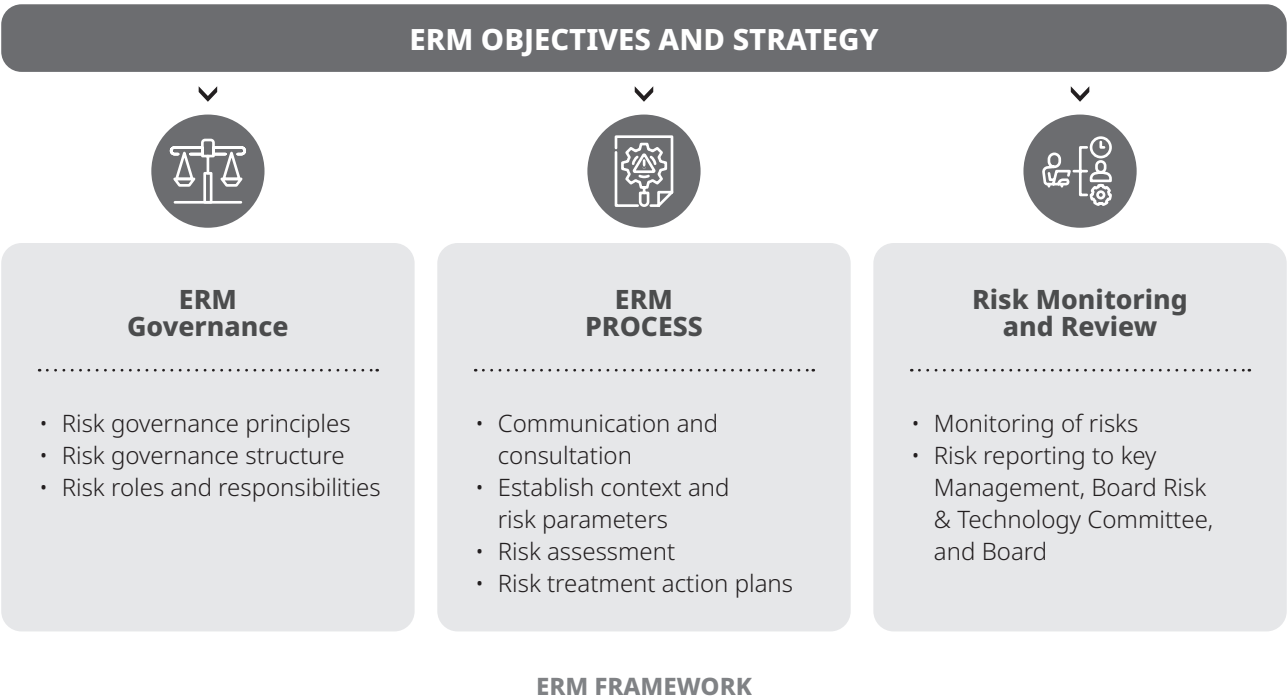 ERM OBJECTIVES AND STRATEGY
ERM
Governance
• Risk governance principles
• Risk governance structure
• Risk roles and responsibilities
ERM
PROCESS
• Communication and
consultation
• Establish context and
risk parameters
• Risk assessment
• Risk treatment action plans
Risk Monitoring
and Review
• Monitoring of risks
• Risk reporting to key
Management, Board Risk
& Technology Committee,
and Board
ERM FRAMEWORK